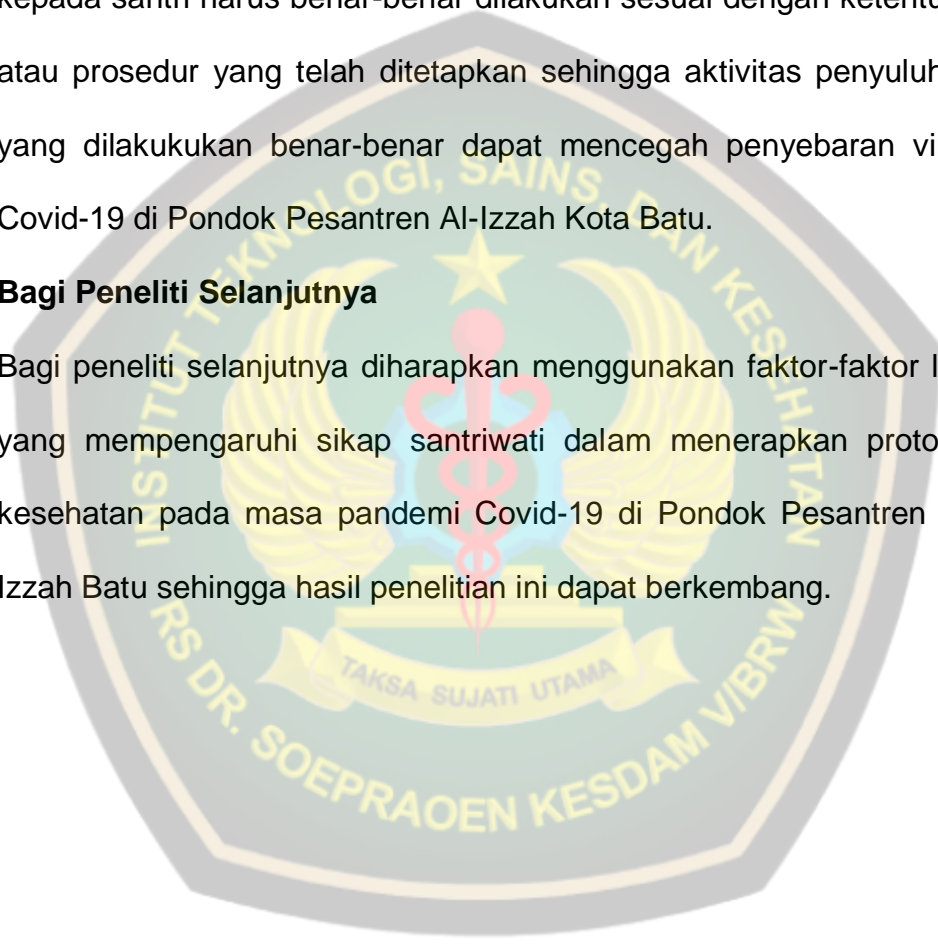 kepada santri harus benar-benar dilakukan sesuai dengan
atau prosedur yang telah ditetapkan sehingga aktivitas
yang dilakukukan benar-benar dapat mencegah penyebaran
Covid-19 di Pondok Pesantren Al-Izzah Kota Batu.
Bagi Peneliti Selanjutnya
Bagi peneliti selanjutnya diharapkan menggunakan faktor-faktor
yang mempengaruhi sikap santriwati dalam menerapkan
kesehatan pada masa pandemi Covid-19 di Pondok Pesantren
Izzah Batu sehingga hasil penelitian ini dapat berkembang.
INSTITUT TEKNOLOGI, SAINS, DAN KESEHATAN
RS DR. SOEPRAOEN KESDAM V/BRW
TAKSA SUJATI UTAMA